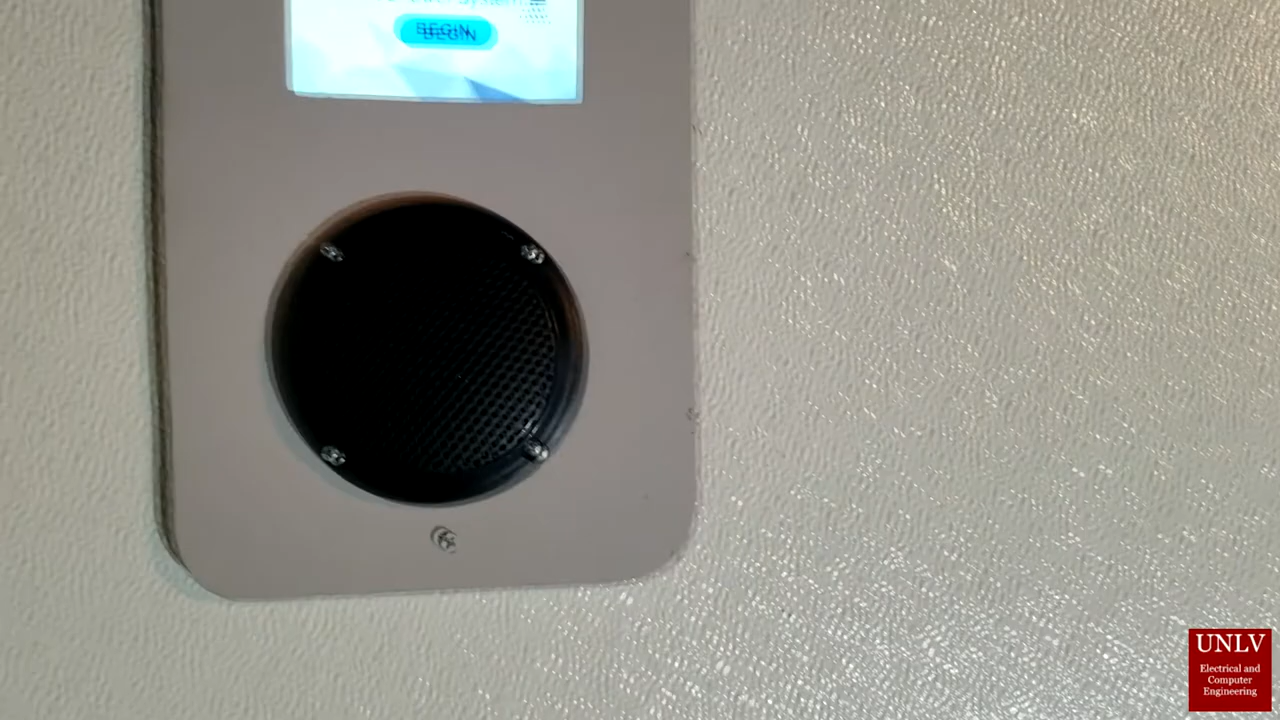 BEGIN
UNLV
Electrical and
Computer
Engineering